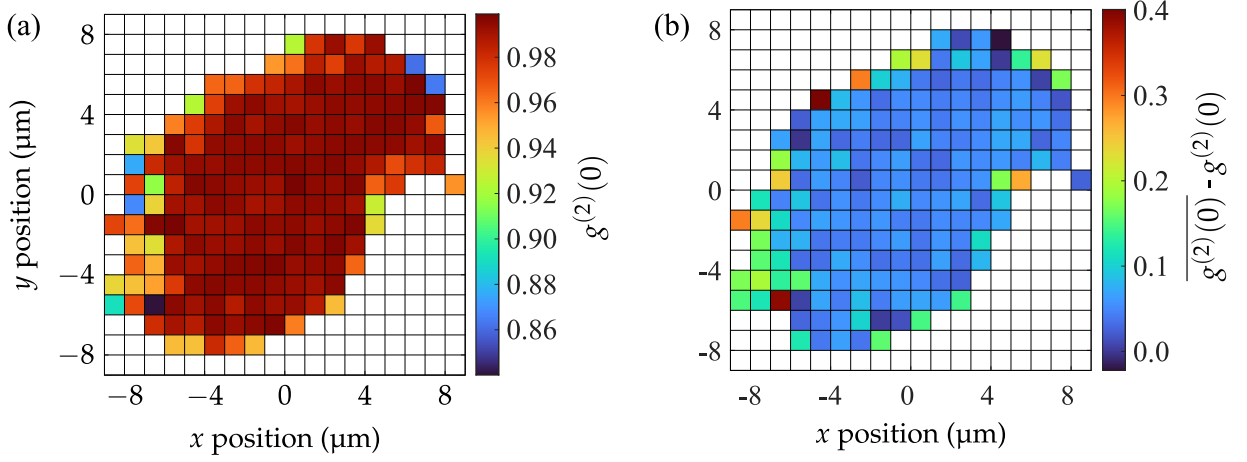 (a)
8
4
0
−4
−8
y position (μm)
−8 −4 0 4 8
x position (μm)
0.98
0.96
0.94
0.92
0.90
0.88
0.86
g⁽²⁾(0)
(b)
8
4
0
-4
-8
-8 -4 0 4 8
x position (μm)
0.4
0.3
0.2
0.1
0.0
g⁽²⁾(0) - g⁽²⁾(0)